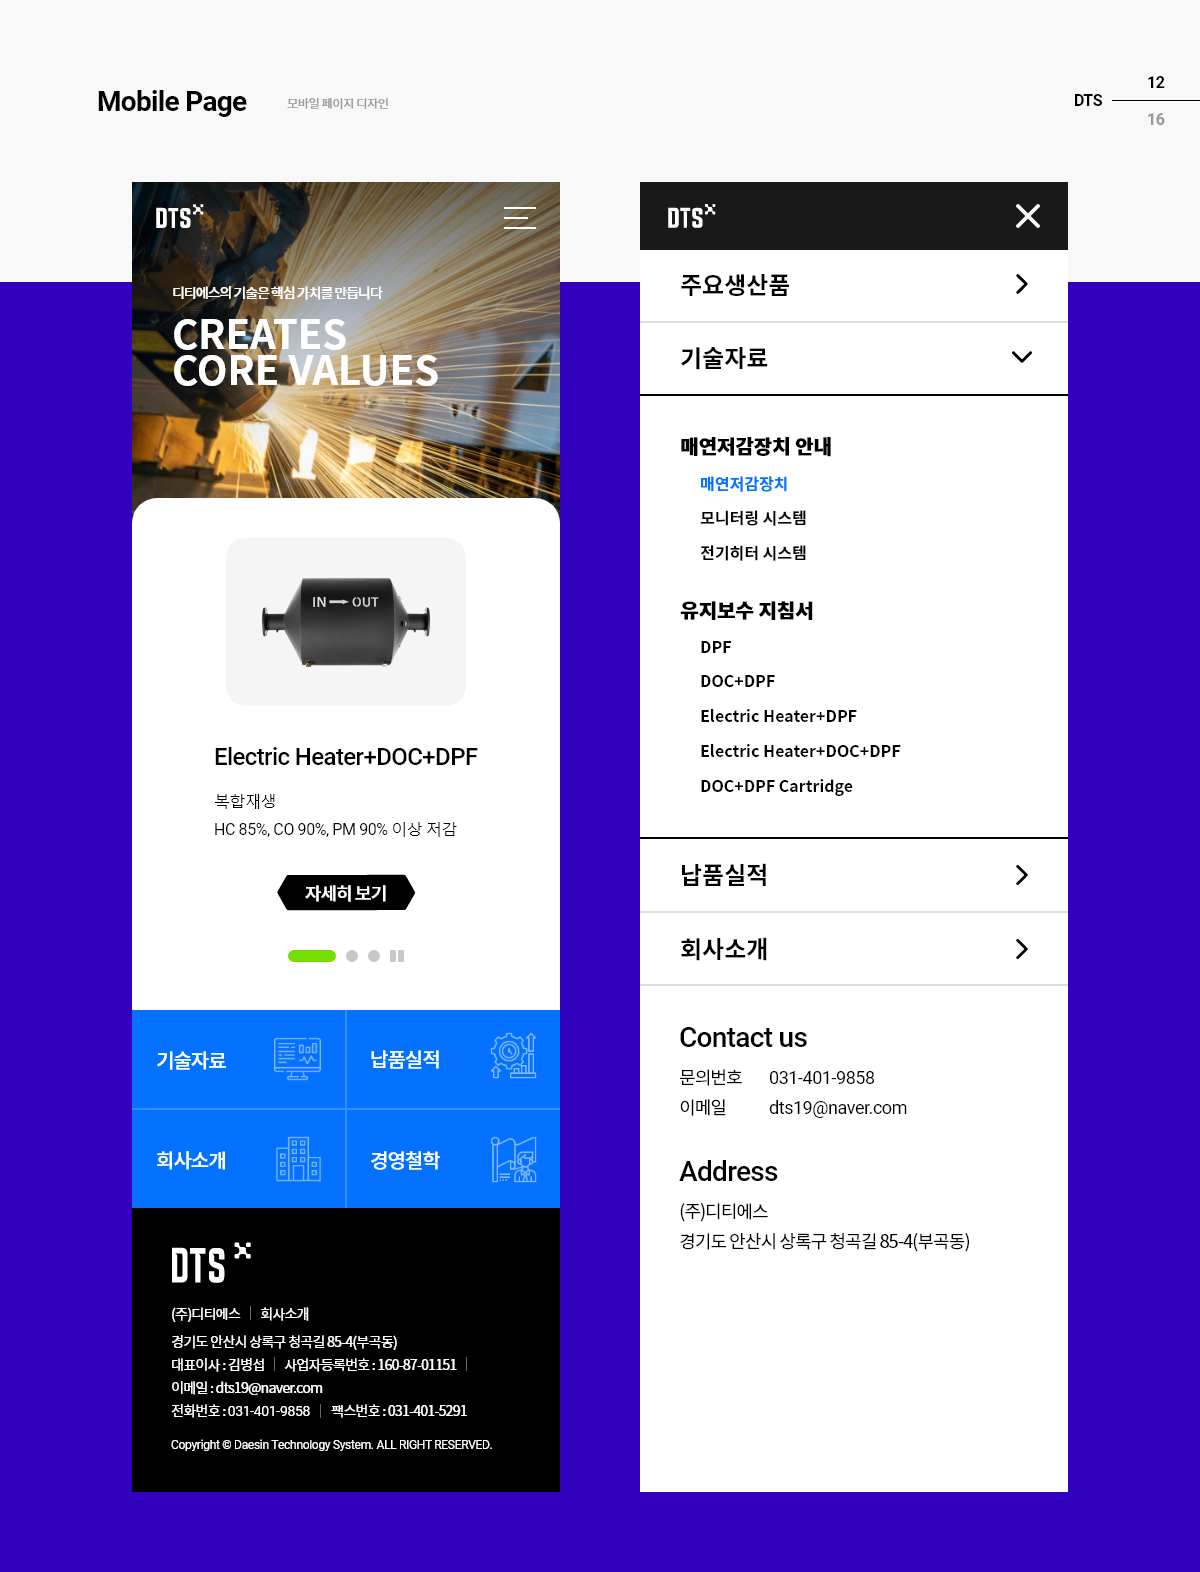 Mobile Page
모바일 페이지 디자인
DTS
12
16
DTS
디티에스의 기술은 핵심 가치를 만듭니다
CREATES
CORE VALUES
IN OUT
Electric Heater+DOC+DPF
복합재생
HC 85%, CO 90%, PM 90% 이상 저감
자세히 보기
기술자료
납품실적
회사소개
경영철학
DTS
(주)디티에스 | 회사소개
경기도 안산시 상록구 청곡길 85-4(부곡동)
대표이사 : 김병섭 | 사업자등록번호 : 160-87-01151 |
이메일 : dts19@naver.com
전화번호 : 031-401-9858 | 팩스번호 : 031-401-5291
Copyright © Daesin Technology System. ALL RIGHT RESERVED.
DTS
주요생산품
기술자료
매연저감장치 안내
매연저감장치
모니터링 시스템
전기히터 시스템
유지보수 지침서
DPF
DOC+DPF
Electric Heater+DPF
Electric Heater+DOC+DPF
DOC+DPF Cartridge
납품실적
회사소개
Contact us
문의번호 031-401-9858
이메일 dts19@naver.com
Address
(주)디티에스
경기도 안산시 상록구 청곡길 85-4(부곡동)